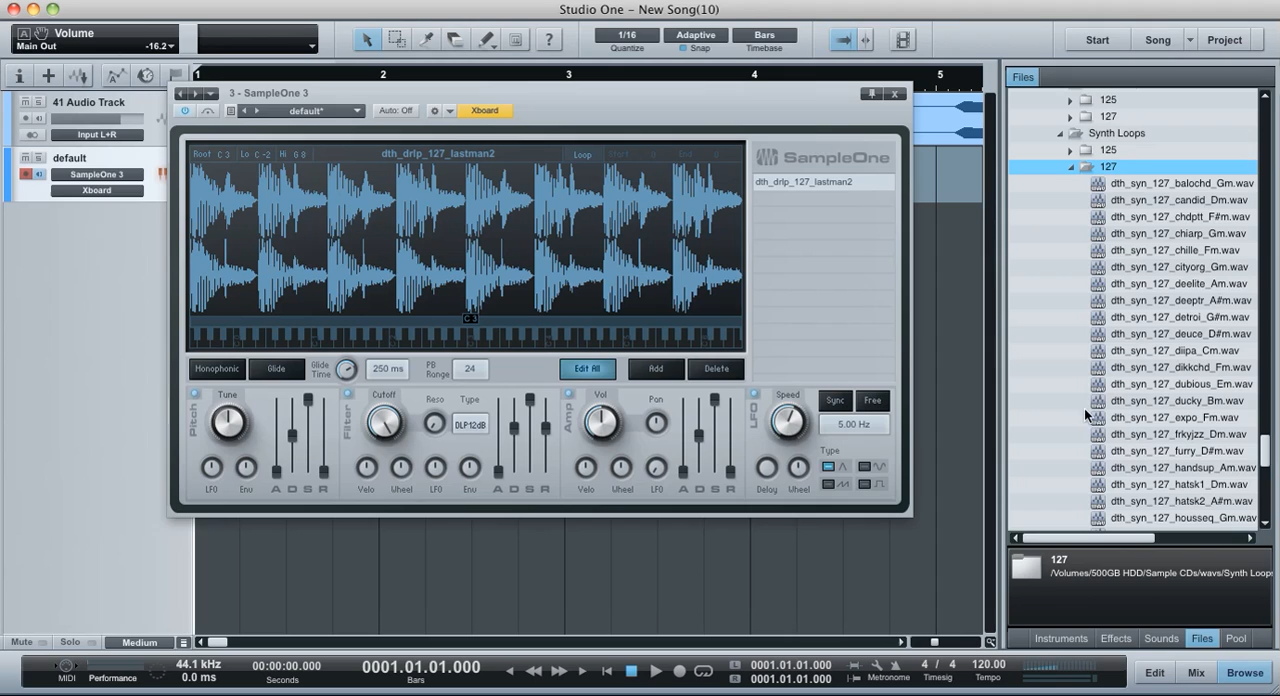 Studio One - New Song(10)
A Volume
Main Out -16.2
1/16 Adaptive Bars
Quantize Snap Timebase
Start Song Project
1 2 3 4 5
Files
41 Audio Track
M S
Input L+R
default
M S
SampleOne 3
Xboard
3 - SampleOne 3
default* Auto: Off Xboard
Root C 3 Lo C -2 Hi G 8 dth_drlp_127_lastman2 Loop Start 0 End 0
SampleOne
dth_drlp_127_lastman2
C 3
Monophonic Glide Glide Time 250 ms PB Range 24 Edit All Add Delete
Pitch Tune LFO Env A D S R
Filter Cutoff Reso Type DLP12dB Velo Wheel LFO Env A D S R
Amp Vol Pan Velo Wheel LFO A D S R
LFO Speed Sync Free 5.00 Hz Type Delay Wheel
125
127
Synth Loops
125
127
dth_syn_127_balochd_Gm.wav
dth_syn_127_candid_Dm.wav
dth_syn_127_chdptt_F#m.wav
dth_syn_127_chiarp_Gm.wav
dth_syn_127_chille_Fm.wav
dth_syn_127_cityorg_Gm.wav
dth_syn_127_deelite_Am.wav
dth_syn_127_deeptr_A#m.wav
dth_syn_127_detroi_G#m.wav
dth_syn_127_deuce_D#m.wav
dth_syn_127_diipa_Cm.wav
dth_syn_127_dikkchd_Fm.wav
dth_syn_127_dubious_Em.wav
dth_syn_127_ducky_Bm.wav
dth_syn_127_expo_Fm.wav
dth_syn_127_frkyjzz_Dm.wav
dth_syn_127_furry_D#m.wav
dth_syn_127_handsup_Am.wav
dth_syn_127_hatsk1_Dm.wav
dth_syn_127_hatsk2_A#m.wav
dth_syn_127_housseq_Gm.wav
127
/Volumes/500GB HDD/Sample CDs/wavs/Synth Loops
Mute Solo Medium
Instruments Effects Sounds Files Pool
MIDI Performance
44.1 kHz
0.0 ms
00:00:00.000
Seconds
0001.01.01.000
Bars
L 0001.01.01.000
R 0001.01.01.000
Metronome
4 / 4
Timesig
120.00
Tempo
Edit Mix Browse